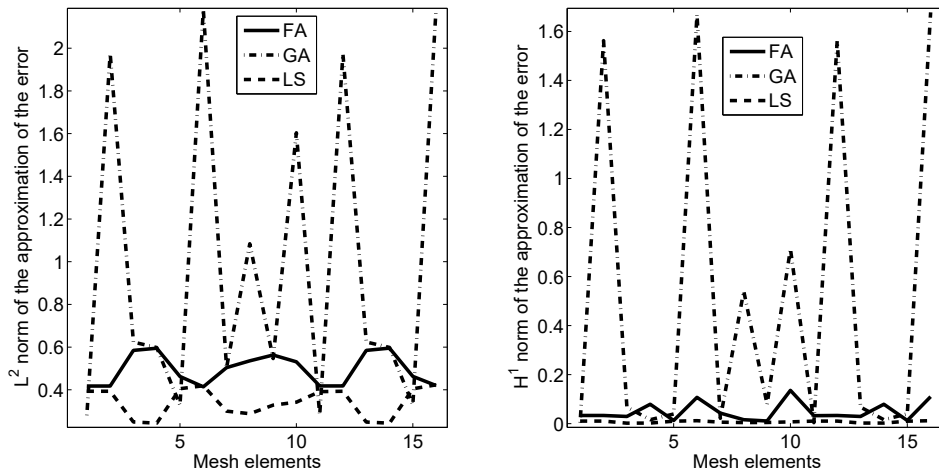 L² norm of the approximation of the error
2
1.8
1.6
1.4
1.2
1
0.8
0.6
0.4
5
10
15
Mesh elements
FA
GA
LS
H¹ norm of the approximation of the error
1.6
1.4
1.2
1
0.8
0.6
0.4
0.2
0
5
10
15
Mesh elements
FA
GA
LS